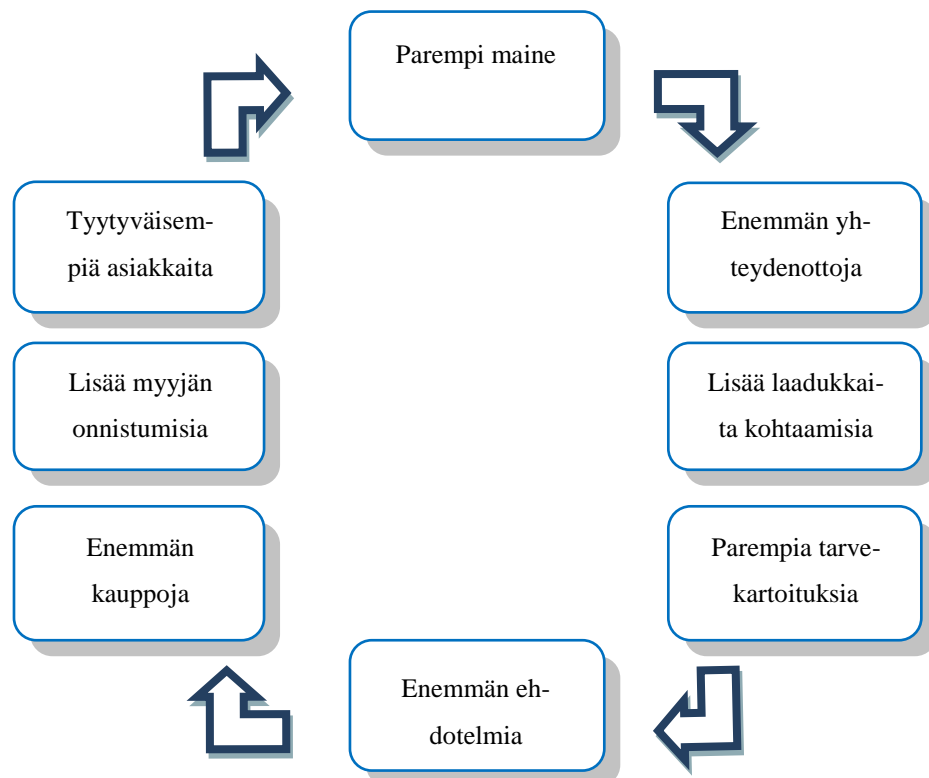 Parempi maine
Tyytyväisem-
piä asiakkaita
Enemmän yh-
teydenottoja
Lisää myyjän
onnistumisia
Lisää laadukkai-
ta kohtaamisia
Enemmän
kauppoja
Parempia tarve-
kartoituksia
Enemmän eh-
dotelmia